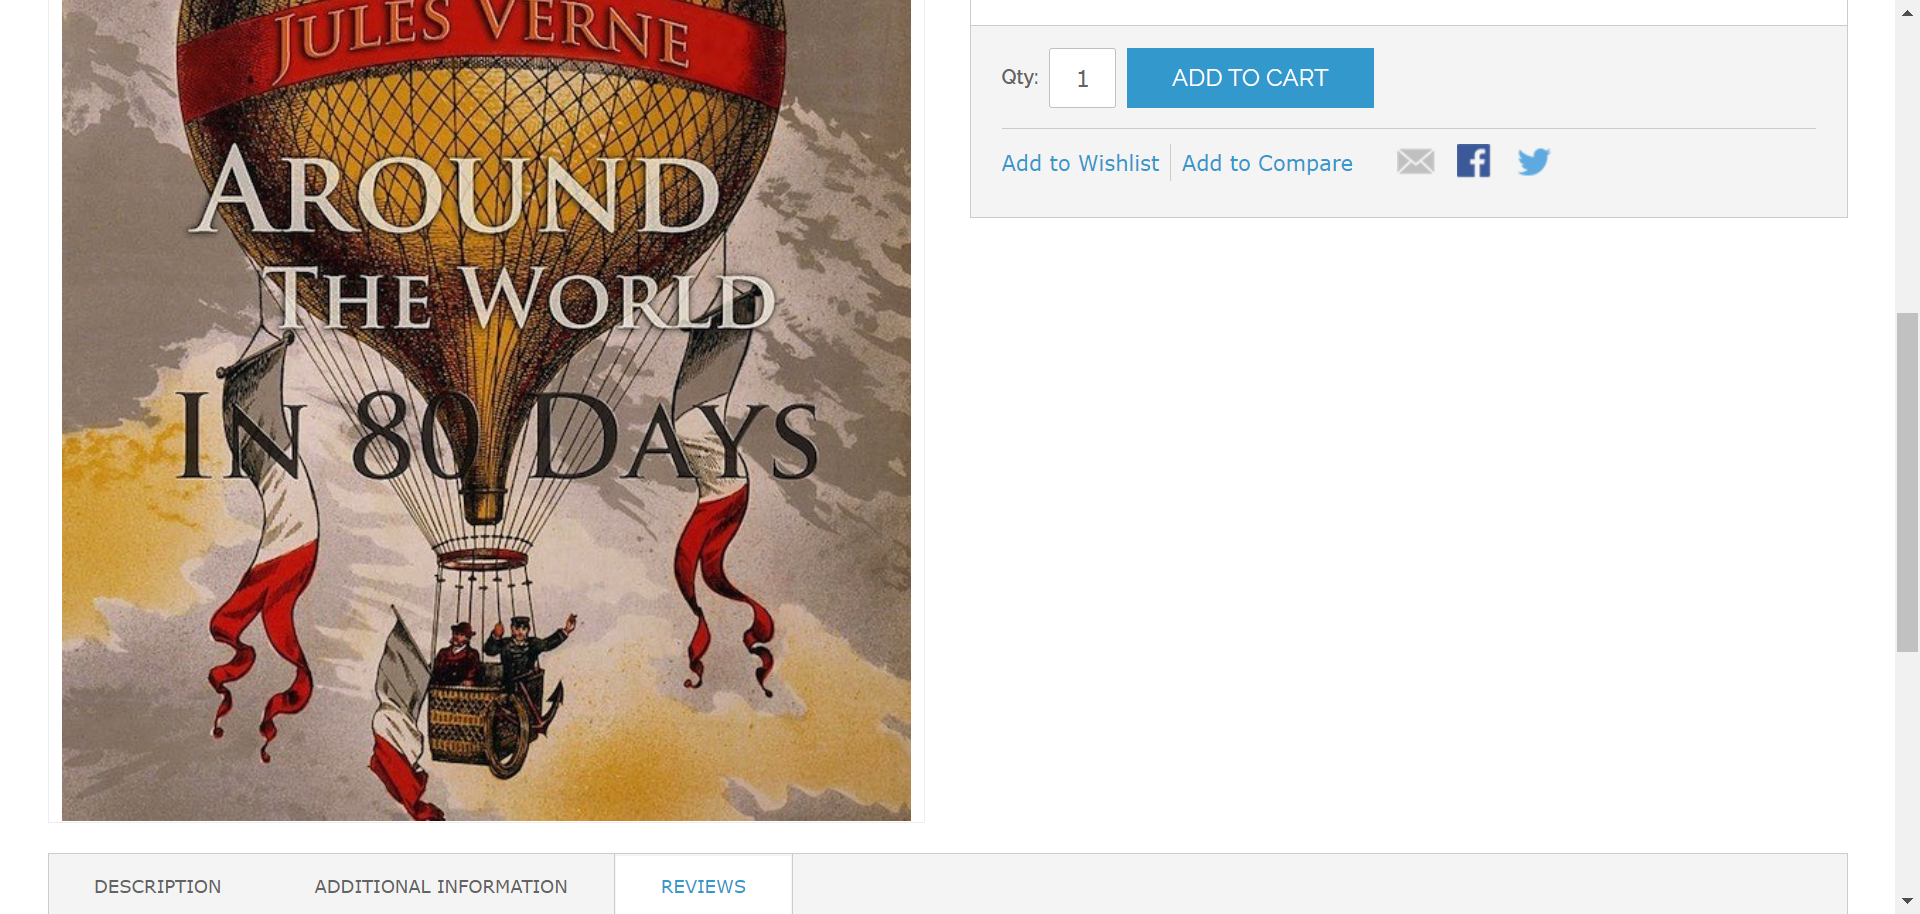 JULES VERNE
AROUND
THE WORLD
IN 80 DAYS
Qty: 1 ADD TO CART
Add to Wishlist Add to Compare
DESCRIPTION ADDITIONAL INFORMATION REVIEWS